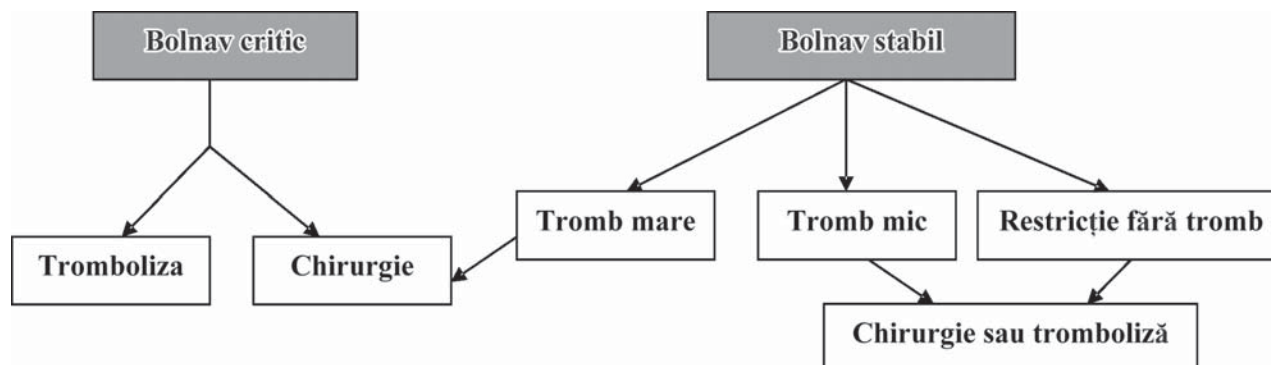 Bolnav critic
Bolnav stabil
Tromb mare
Tromb mic
Restricție fără tromb
Tromboliza
Chirurgie
Chirurgie sau tromboliză